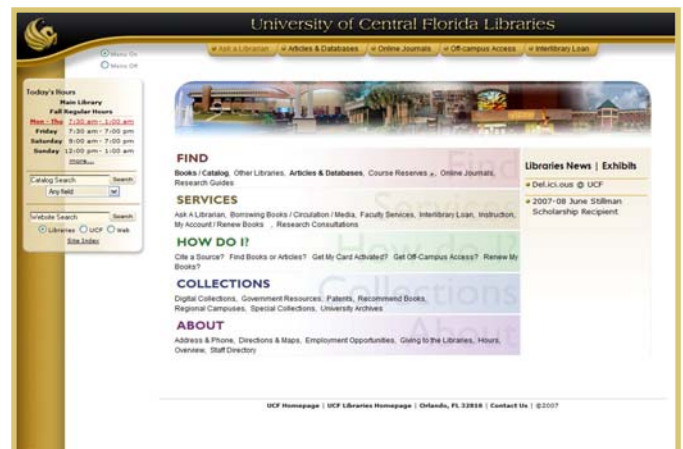 University of Central Florida Libraries
Menu On
Menu Off
Ask a Librarian
Articles & Databases
Online Journals
Off-campus Access
Interlibrary Loan
Today's Hours
Main Library
Fall Regular Hours
Mon - Thu 7:30 am - 1:00 am
Friday 7:30 am - 7:00 pm
Saturday 9:00 am - 7:00 pm
Sunday 12:00 pm - 1:00 am
more...
Catalog Search Search
Any field
Website Search Search
Libraries UCF Web
Site Index
FIND
Find
Books / Catalog, Other Libraries, Articles & Databases, Course Reserves », Online Journals,
Research Guides
SERVICES
Services
Ask A Librarian, Borrowing Books / Circulation / Media, Faculty Services, Interlibrary Loan, Instruction,
My Account / Renew Books , Research Consultations
HOW DO I?
How do I?
Cite a Source? Find Books or Articles? Get My Card Activated? Get Off-Campus Access? Renew My
Books?
COLLECTIONS
Collections
Digital Collections, Government Resources, Patents, Recommend Books,
Regional Campuses, Special Collections, University Archives
ABOUT
About
Address & Phone, Directions & Maps, Employment Opportunities, Giving to the Libraries, Hours,
Overview, Staff Directory
Libraries News | Exhibits
Del.ici.ous @ UCF
2007-08 June Stillman
Scholarship Recipient
UCF Homepage | UCF Libraries Homepage | Orlando, FL 32816 | Contact Us | ©2007